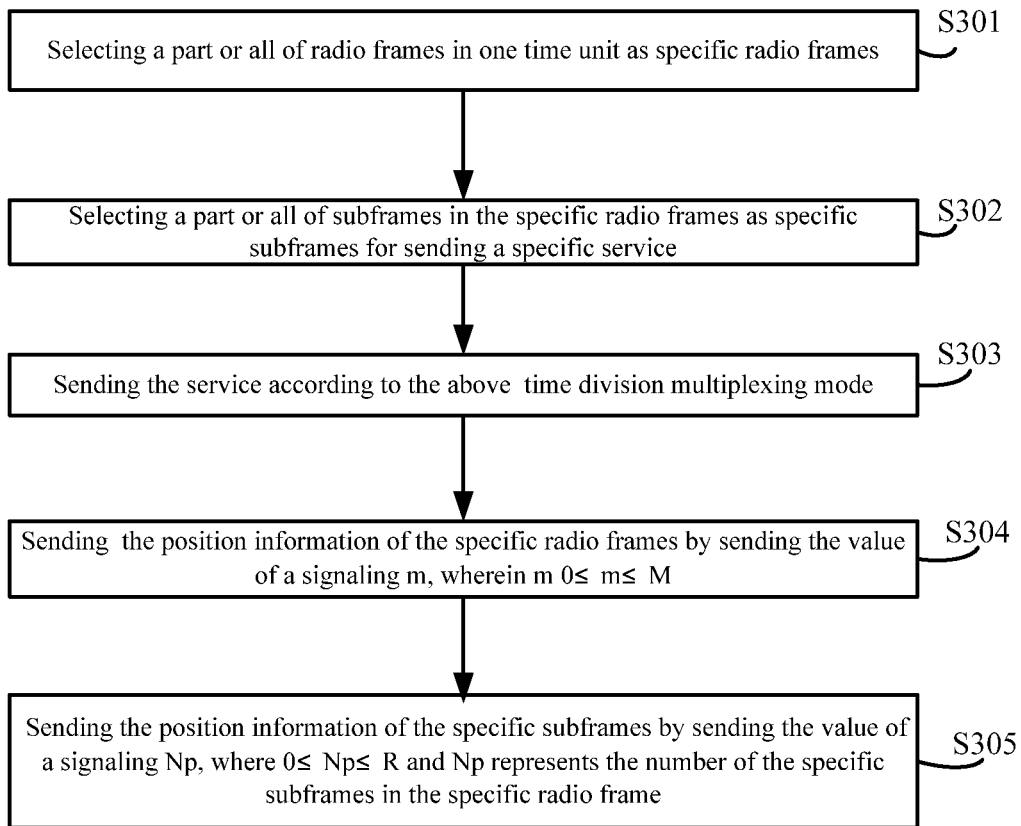 S301
Selecting a part or all of radio frames in one time unit as specific radio frames
S302
Selecting a part or all of subframes in the specific radio frames as specific
subframes for sending a specific service
S303
Sending the service according to the above time division multiplexing mode
S304
Sending the position information of the specific radio frames by sending the value
of a signaling m, wherein m 0≤ m≤ M
S305
Sending the position information of the specific subframes by sending the value of
a signaling Np, where 0≤ Np≤ R and Np represents the number of the specific
subframes in the specific radio frame